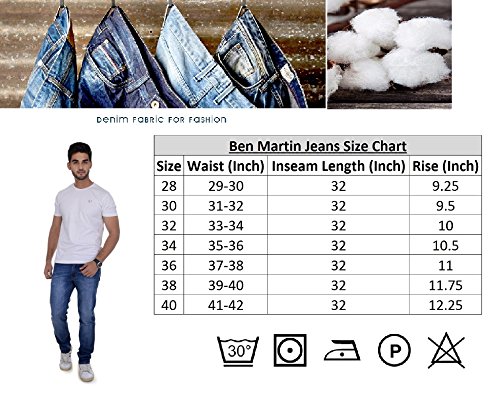 Denim Fabric for Fashion
Ben Martin Jeans Size Chart
Size Waist (Inch) Inseam Length (Inch) Rise (Inch)
28 29-30 32 9.25
30 31-32 32 9.5
32 33-34 32 10
34 35-36 32 10.5
36 37-38 32 11
38 39-40 32 11.75
40 41-42 32 12.25
30° P